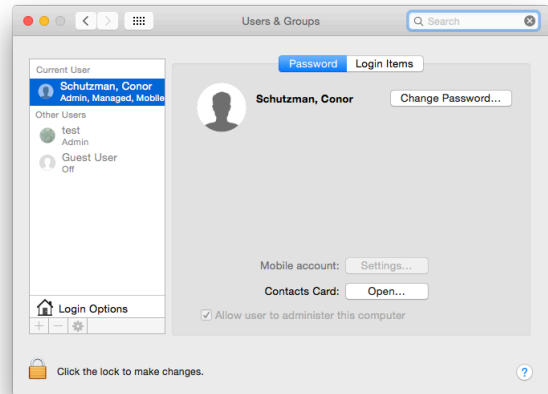 Users & Groups
Search
Password
Login Items
Current User
Schutzman, Conor
Admin, Managed, Mobile
Other Users
test
Admin
Guest User
Off
Schutzman, Conor
Change Password...
Mobile account:
Settings...
Contacts Card:
Open...
Allow user to administer this computer
Login Options
Click the lock to make changes.
?